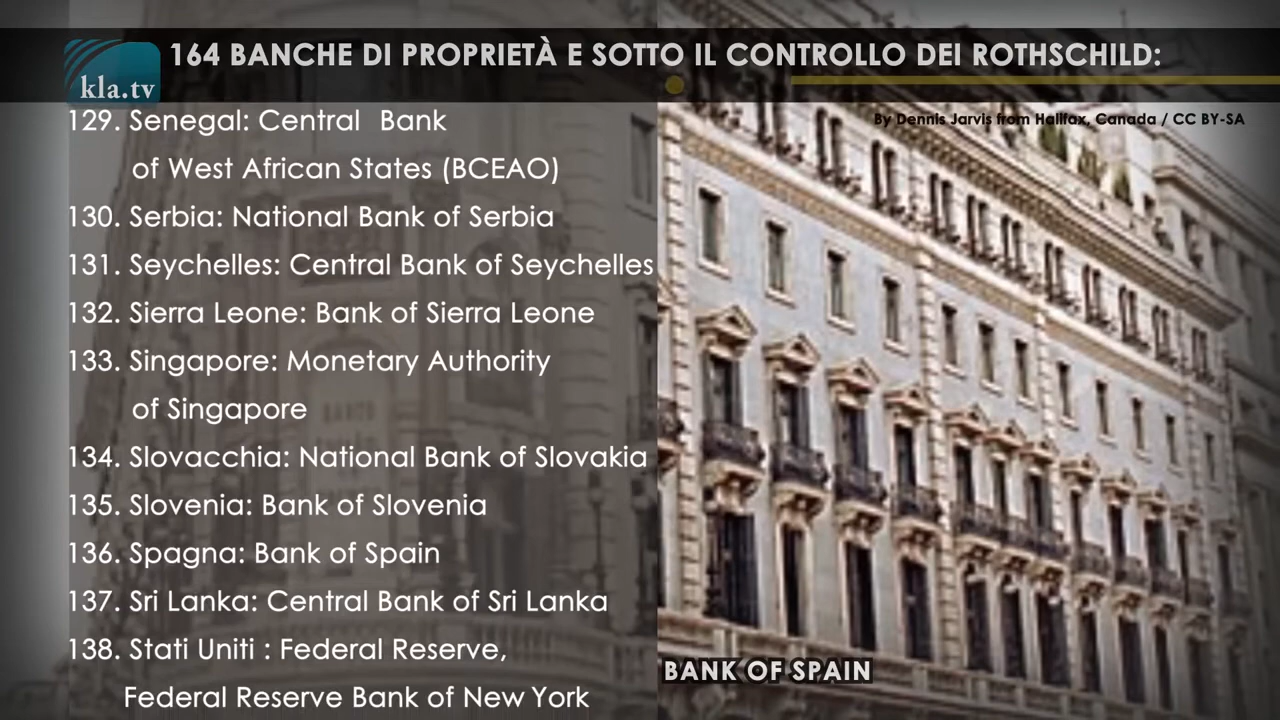 164 BANCHE DI PROPRIETÀ E SOTTO IL CONTROLLO DEI ROTHSCHILD:
kla.tv
By Dennis Jarvis from Halifax, Canada / CC BY-SA
129. Senegal: Central Bank
of West African States (BCEAO)
130. Serbia: National Bank of Serbia
131. Seychelles: Central Bank of Seychelles
132. Sierra Leone: Bank of Sierra Leone
133. Singapore: Monetary Authority
of Singapore
134. Slovacchia: National Bank of Slovakia
135. Slovenia: Bank of Slovenia
136. Spagna: Bank of Spain
137. Sri Lanka: Central Bank of Sri Lanka
138. Stati Uniti : Federal Reserve,
Federal Reserve Bank of New York
BANK OF SPAIN